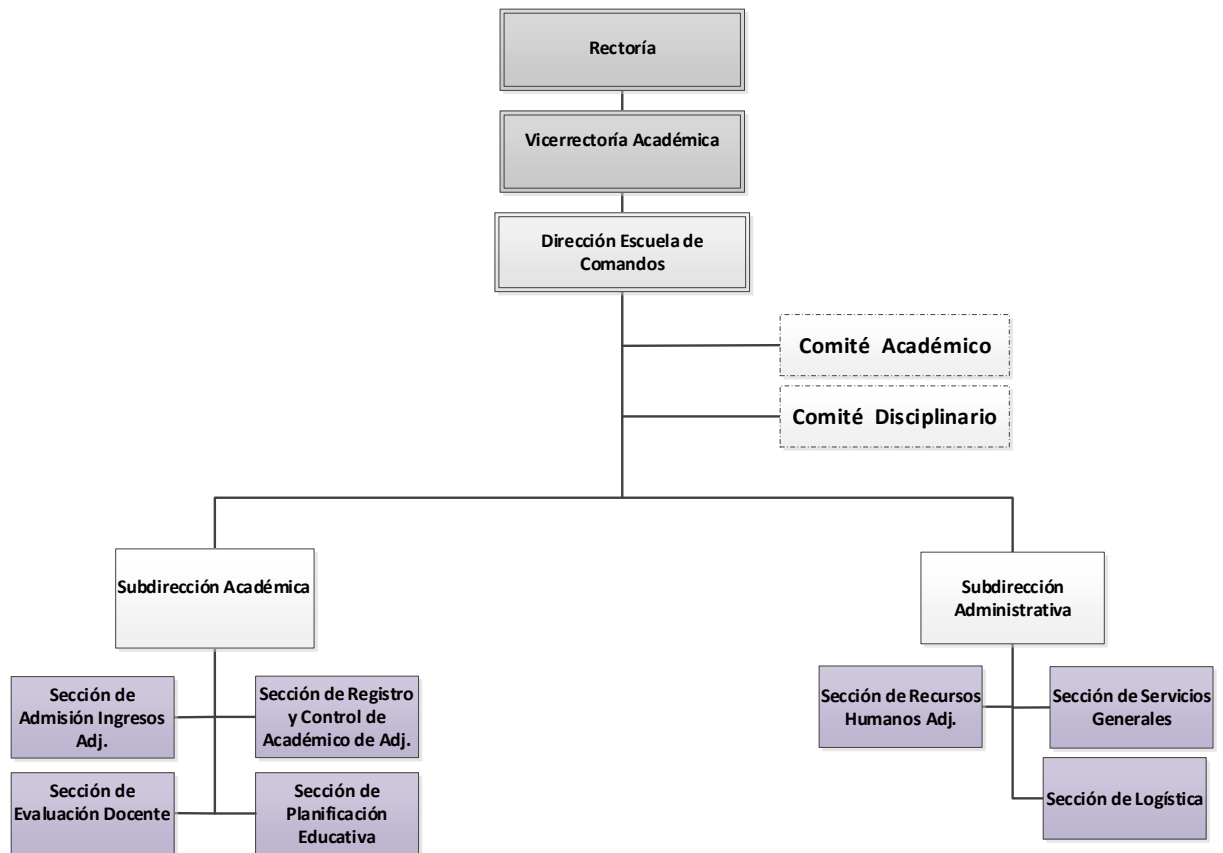 Rectoría
Vicerrectoría Académica
Dirección Escuela de
Comandos
Comité Académico
Comité Disciplinario
Subdirección Académica
Subdirección
Administrativa
Sección de
Admisión Ingresos
Adj.
Sección de Registro
y Control de
Académico de Adj.
Sección de
Evaluación Docente
Sección de
Planificación
Educativa
Sección de Recursos
Humanos Adj.
Sección de Servicios
Generales
Sección de Logística